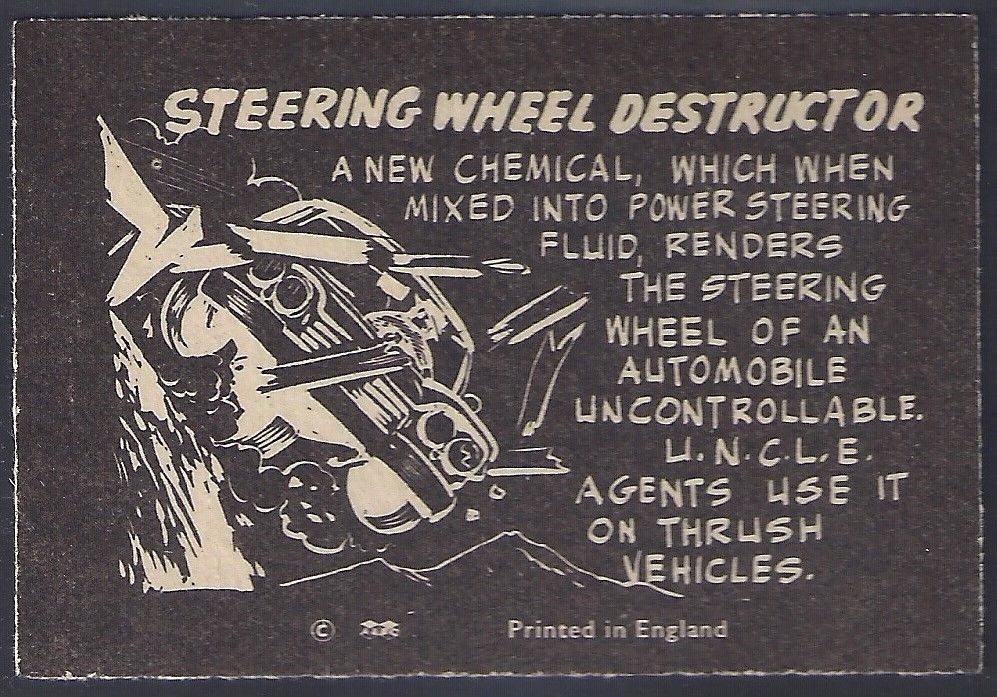 STEERING WHEEL DESTRUCTOR
A NEW CHEMICAL, WHICH WHEN
MIXED INTO POWER STEERING
FLUID, RENDERS
THE STEERING
WHEEL OF AN
AUTOMOBILE
UNCONTROLLABLE.
U.N.C.L.E.
AGENTS USE IT
ON THRUSH
VEHICLES.
© Printed in England